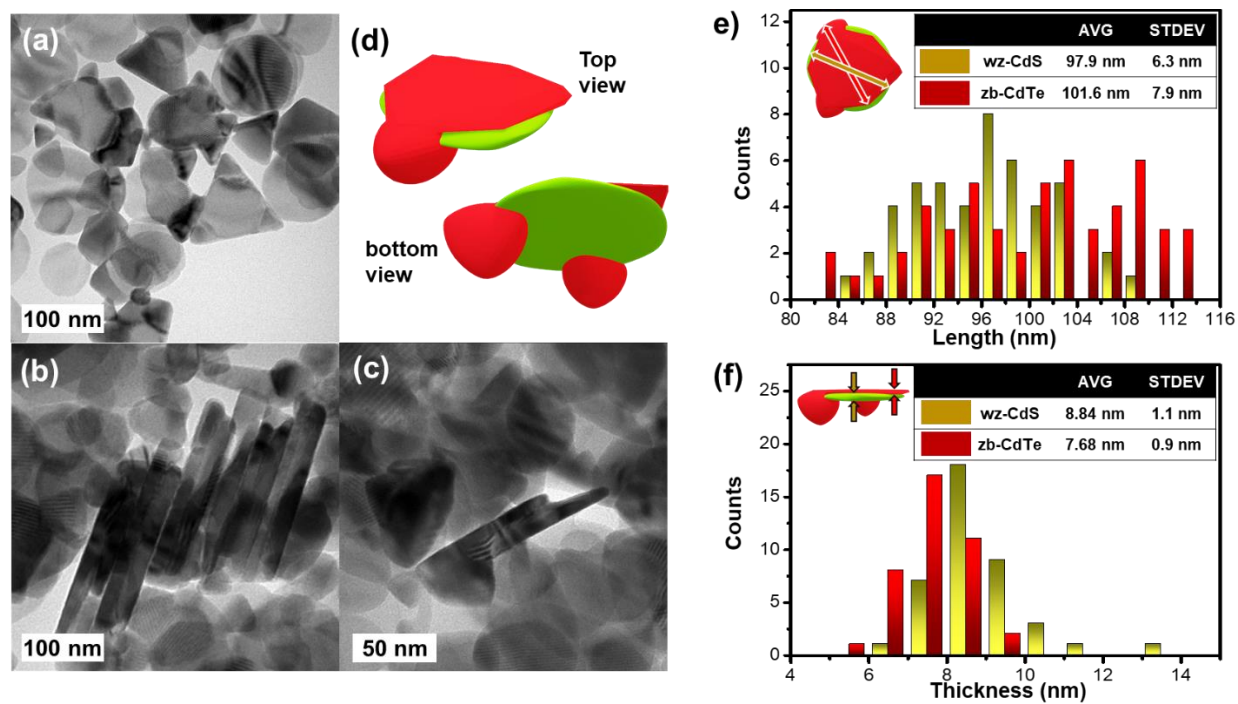 (a)
100 nm
(b)
100 nm
(c)
50 nm
(d)
Top
view
bottom
view
e)
AVG STDEV
wz-CdS 97.9 nm 6.3 nm
zb-CdTe 101.6 nm 7.9 nm
12
10
8
6
4
2
0
Counts
80 84 88 92 96 100 104 108 112 116
Length (nm)
(f)
AVG STDEV
wz-CdS 8.84 nm 1.1 nm
zb-CdTe 7.68 nm 0.9 nm
25
20
15
10
5
0
Counts
4 6 8 10 12 14
Thickness (nm)